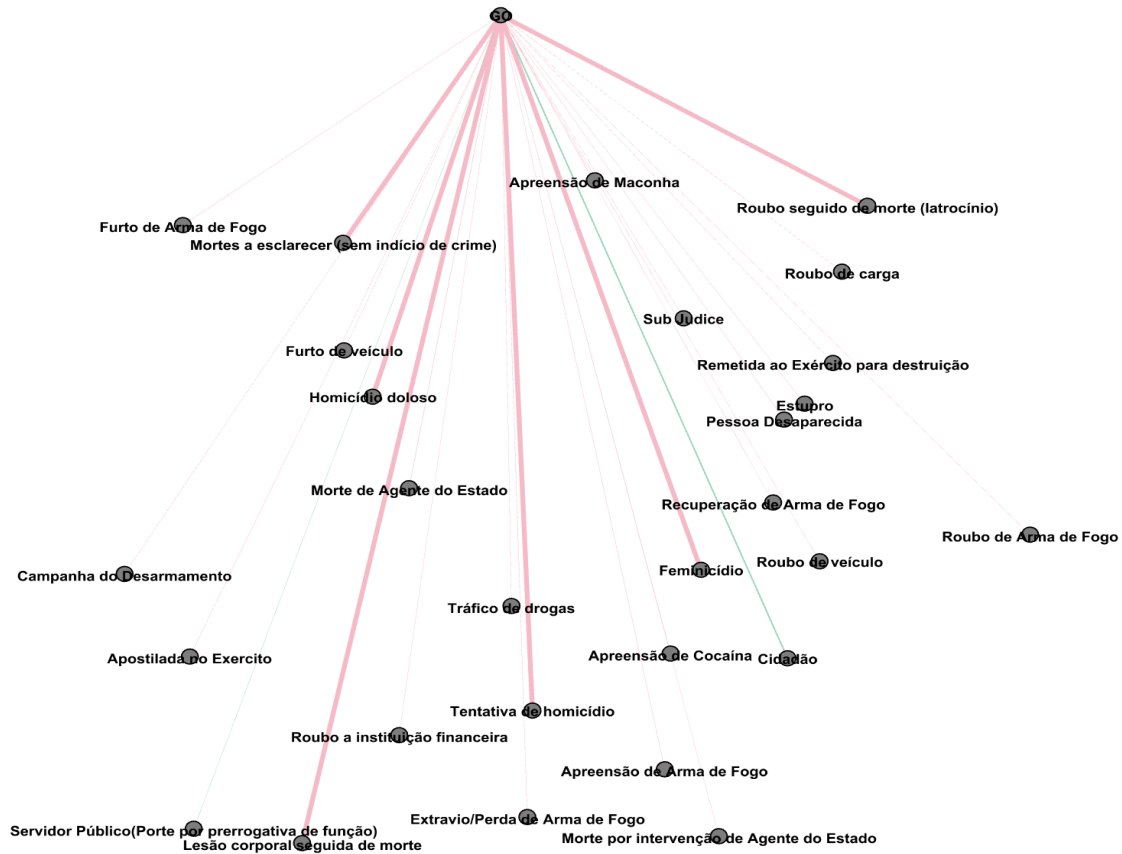 GO
Apreensão de Maconha
Roubo seguido de morte (latrocínio)
Furto de Arma de Fogo
Mortes a esclarecer (sem indício de crime)
Roubo de carga
Sub Judice
Furto de veículo
Remetida ao Exército para destruição
Homicídio doloso
Estupro
Pessoa Desaparecida
Morte de Agente do Estado
Recuperação de Arma de Fogo
Roubo de Arma de Fogo
Roubo de veículo
Feminicídio
Campanha do Desarmamento
Tráfico de drogas
Apreensão de Cocaína
Cidadão
Apostilada no Exercito
Tentativa de homicídio
Roubo a instituição financeira
Apreensão de Arma de Fogo
Extravio/Perda de Arma de Fogo
Servidor Público(Porte por prerrogativa de função)
Morte por intervenção de Agente do Estado
Lesão corporal seguida de morte